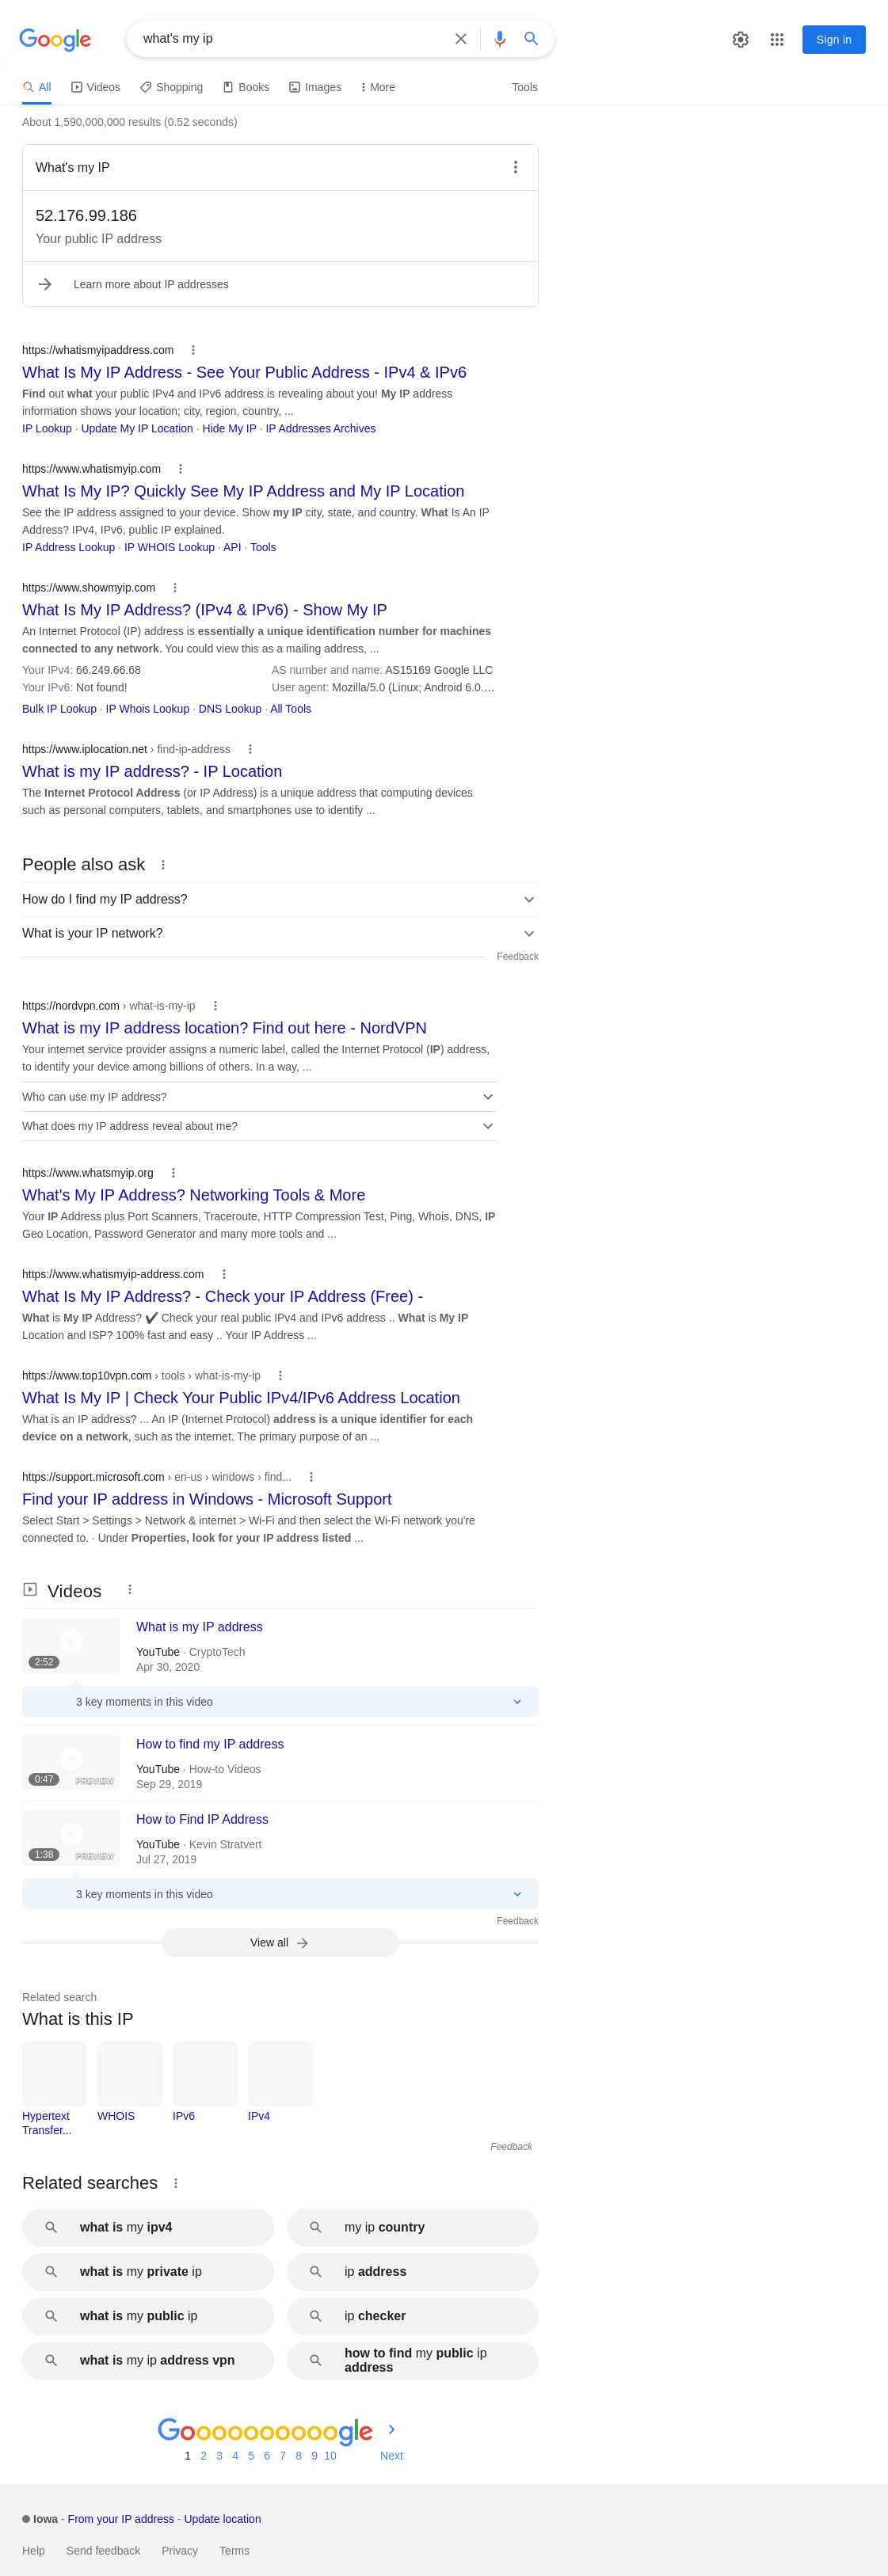 Google
what's my ip
Sign in
All Videos Shopping Books Images More Tools
About 1,590,000,000 results (0.52 seconds)
What's my IP
52.176.99.186
Your public IP address
Learn more about IP addresses
https://whatismyipaddress.com
What Is My IP Address - See Your Public Address - IPv4 & IPv6
Find out what your public IPv4 and IPv6 address is revealing about you! My IP address
information shows your location; city, region, country, ...
IP Lookup · Update My IP Location · Hide My IP · IP Addresses Archives
https://www.whatismyip.com
What Is My IP? Quickly See My IP Address and My IP Location
See the IP address assigned to your device. Show my IP city, state, and country. What Is An IP
Address? IPv4, IPv6, public IP explained.
IP Address Lookup · IP WHOIS Lookup · API · Tools
https://www.showmyip.com
What Is My IP Address? (IPv4 & IPv6) - Show My IP
An Internet Protocol (IP) address is essentially a unique identification number for machines
connected to any network. You could view this as a mailing address, ...
Your IPv4: 66.249.66.68 AS number and name: AS15169 Google LLC
Your IPv6: Not found! User agent: Mozilla/5.0 (Linux; Android 6.0....
Bulk IP Lookup · IP Whois Lookup · DNS Lookup · All Tools
https://www.iplocation.net › find-ip-address
What is my IP address? - IP Location
The Internet Protocol Address (or IP Address) is a unique address that computing devices
such as personal computers, tablets, and smartphones use to identify ...
People also ask
How do I find my IP address?
What is your IP network?
Feedback
https://nordvpn.com › what-is-my-ip
What is my IP address location? Find out here - NordVPN
Your internet service provider assigns a numeric label, called the Internet Protocol (IP) address,
to identify your device among billions of others. In a way, ...
Who can use my IP address?
What does my IP address reveal about me?
https://www.whatsmyip.org
What's My IP Address? Networking Tools & More
Your IP Address plus Port Scanners, Traceroute, HTTP Compression Test, Ping, Whois, DNS, IP
Geo Location, Password Generator and many more tools and ...
https://www.whatismyip-address.com
What Is My IP Address? - Check your IP Address (Free) -
What is My IP Address? ✔ Check your real public IPv4 and IPv6 address .. What is My IP
Location and ISP? 100% fast and easy .. Your IP Address ...
https://www.top10vpn.com › tools › what-is-my-ip
What Is My IP | Check Your Public IPv4/IPv6 Address Location
What is an IP address? ... An IP (Internet Protocol) address is a unique identifier for each
device on a network, such as the internet. The primary purpose of an ...
https://support.microsoft.com › en-us › windows › find...
Find your IP address in Windows - Microsoft Support
Select Start > Settings > Network & internet > Wi-Fi and then select the Wi-Fi network you're
connected to. · Under Properties, look for your IP address listed ...
Videos
What is my IP address
YouTube · CryptoTech
2:52
Apr 30, 2020
3 key moments in this video
How to find my IP address
YouTube · How-to Videos
0:47 PREVIEW
Sep 29, 2019
How to Find IP Address
YouTube · Kevin Stratvert
1:38 PREVIEW
Jul 27, 2019
3 key moments in this video
Feedback
View all
Related search
What is this IP
Hypertext Transfer... WHOIS IPv6 IPv4
Feedback
Related searches
what is my ipv4
my ip country
what is my private ip
ip address
what is my public ip
ip checker
what is my ip address vpn
how to find my public ip
address
Goooooooooogle
1 2 3 4 5 6 7 8 9 10 Next
Iowa - From your IP address - Update location
Help Send feedback Privacy Terms